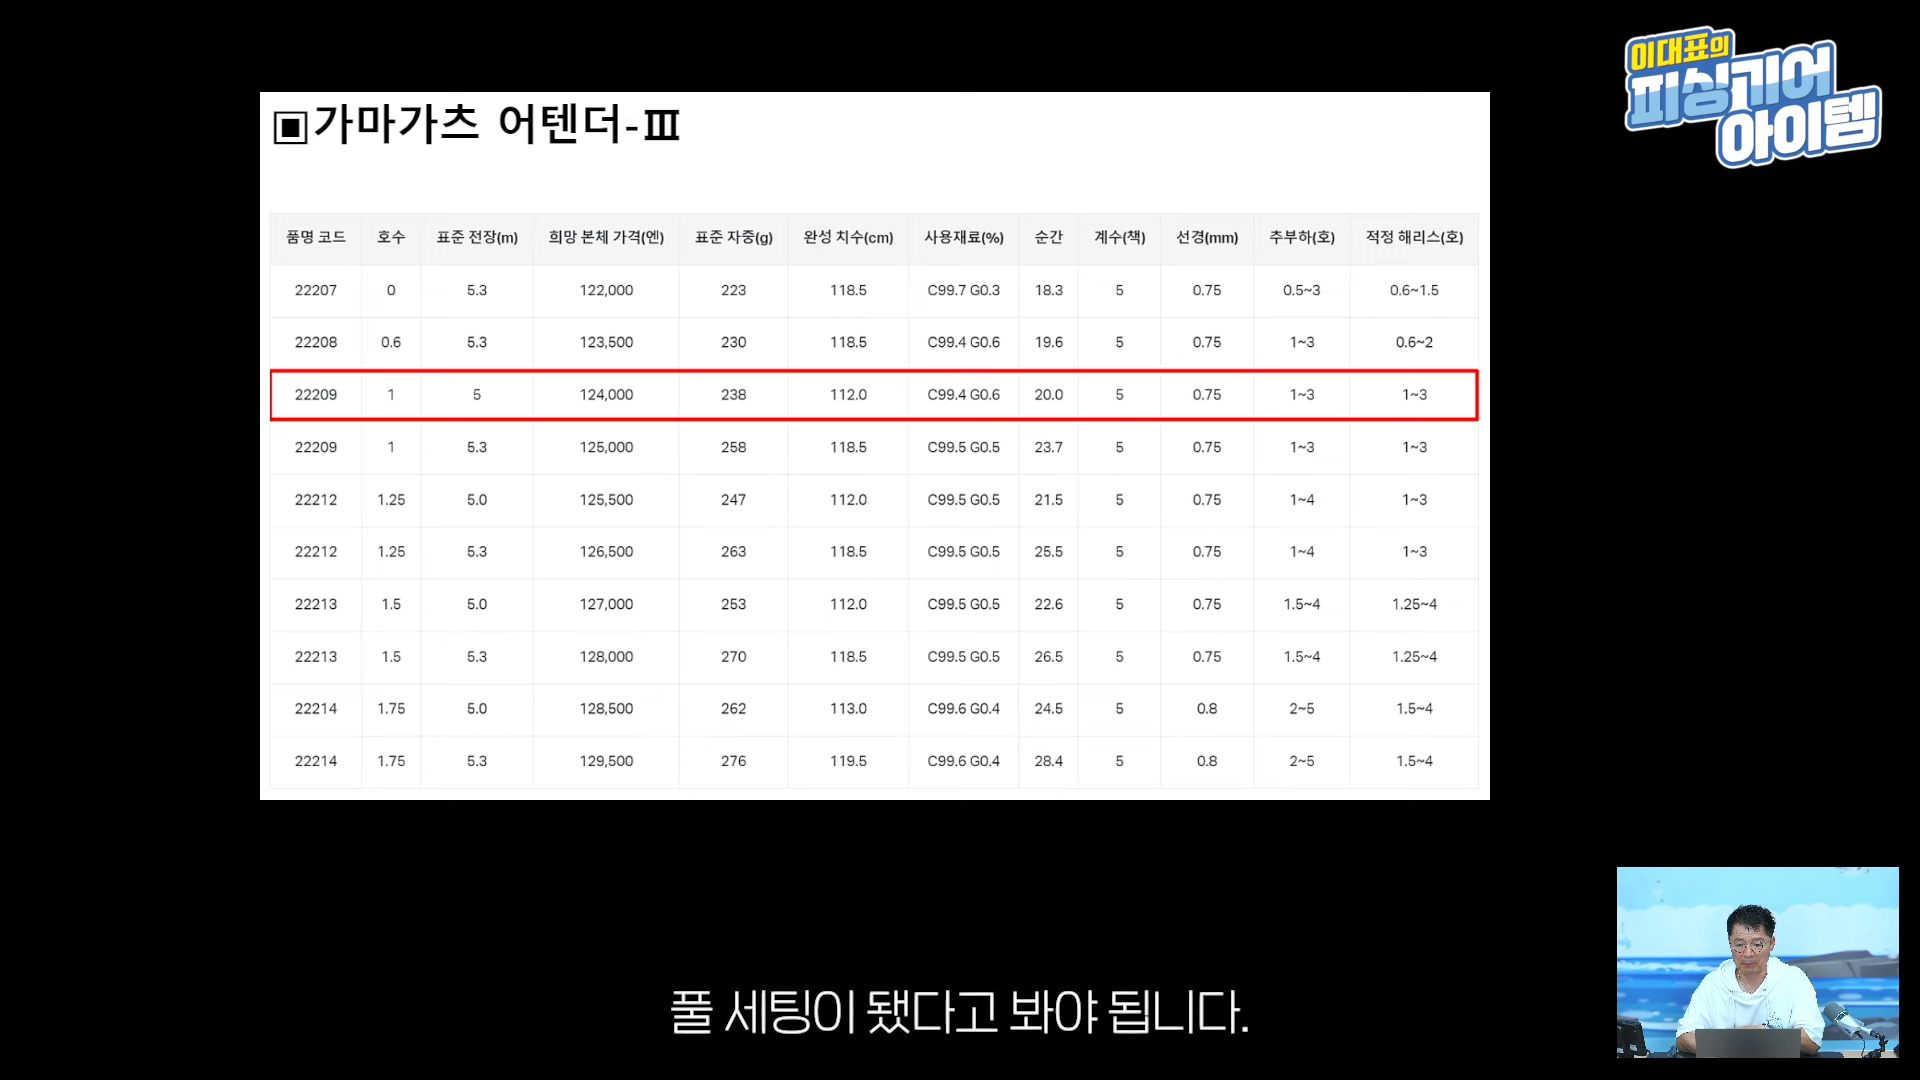 이대표의
피싱기어
아이템
▣가마가츠 어텐더-Ⅲ
품명 코드 호수 표준 전장(m) 희망 본체 가격(엔) 표준 자중(g) 완성 치수(cm) 사용재료(%) 순간 계수(책) 선경(mm) 추부하(호) 적정 해리스(호)
22207 0 5.3 122,000 223 118.5 C99.7 G0.3 18.3 5 0.75 0.5~3 0.6~1.5
22208 0.6 5.3 123,500 230 118.5 C99.4 G0.6 19.6 5 0.75 1~3 0.6~2
22209 1 5 124,000 238 112.0 C99.4 G0.6 20.0 5 0.75 1~3 1~3
22209 1 5.3 125,000 258 118.5 C99.5 G0.5 23.7 5 0.75 1~3 1~3
22212 1.25 5.0 125,500 247 112.0 C99.5 G0.5 21.5 5 0.75 1~4 1~3
22212 1.25 5.3 126,500 263 118.5 C99.5 G0.5 25.5 5 0.75 1~4 1~3
22213 1.5 5.0 127,000 253 112.0 C99.5 G0.5 22.6 5 0.75 1.5~4 1.25~4
22213 1.5 5.3 128,000 270 118.5 C99.5 G0.5 26.5 5 0.75 1.5~4 1.25~4
22214 1.75 5.0 128,500 262 113.0 C99.6 G0.4 24.5 5 0.8 2~5 1.5~4
22214 1.75 5.3 129,500 276 119.5 C99.6 G0.4 28.4 5 0.8 2~5 1.5~4
풀 세팅이 됐다고 봐야 됩니다.